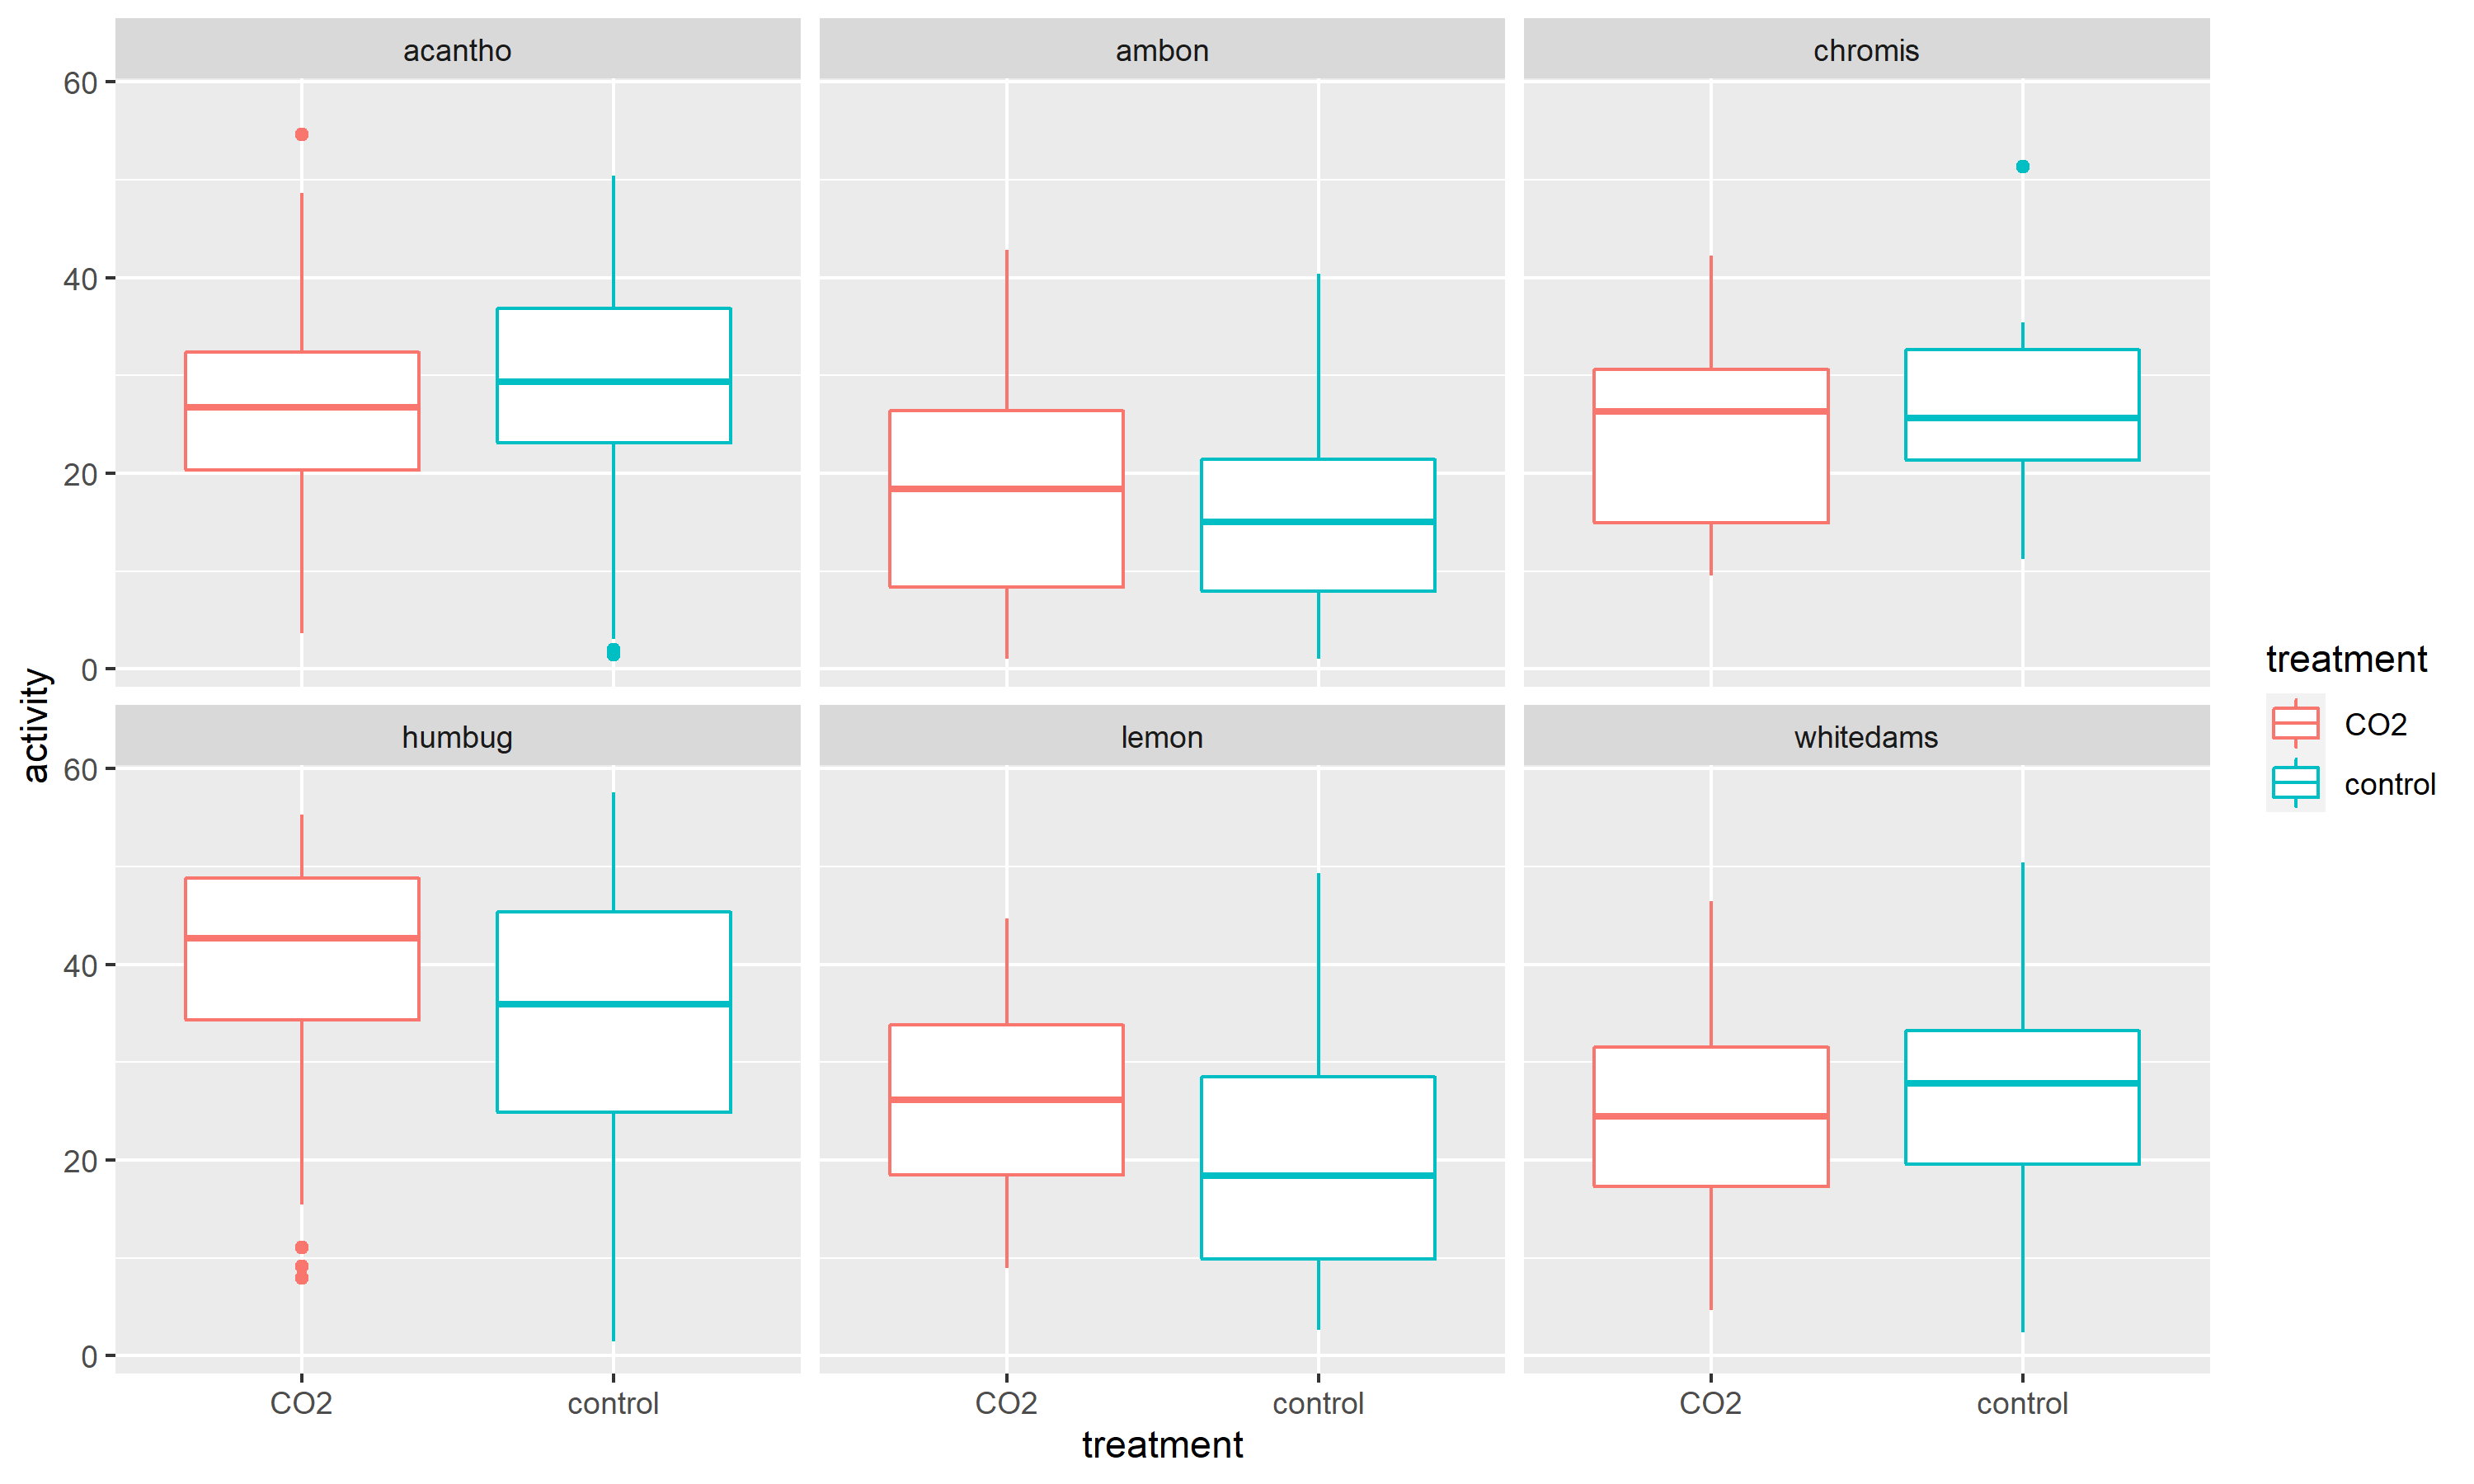 acantho
ambon
chromis
60
40
20
0
humbug
lemon
whitedams
60
40
20
0
activity
CO2
control
CO2
control
CO2
control
treatment
treatment
CO2
control